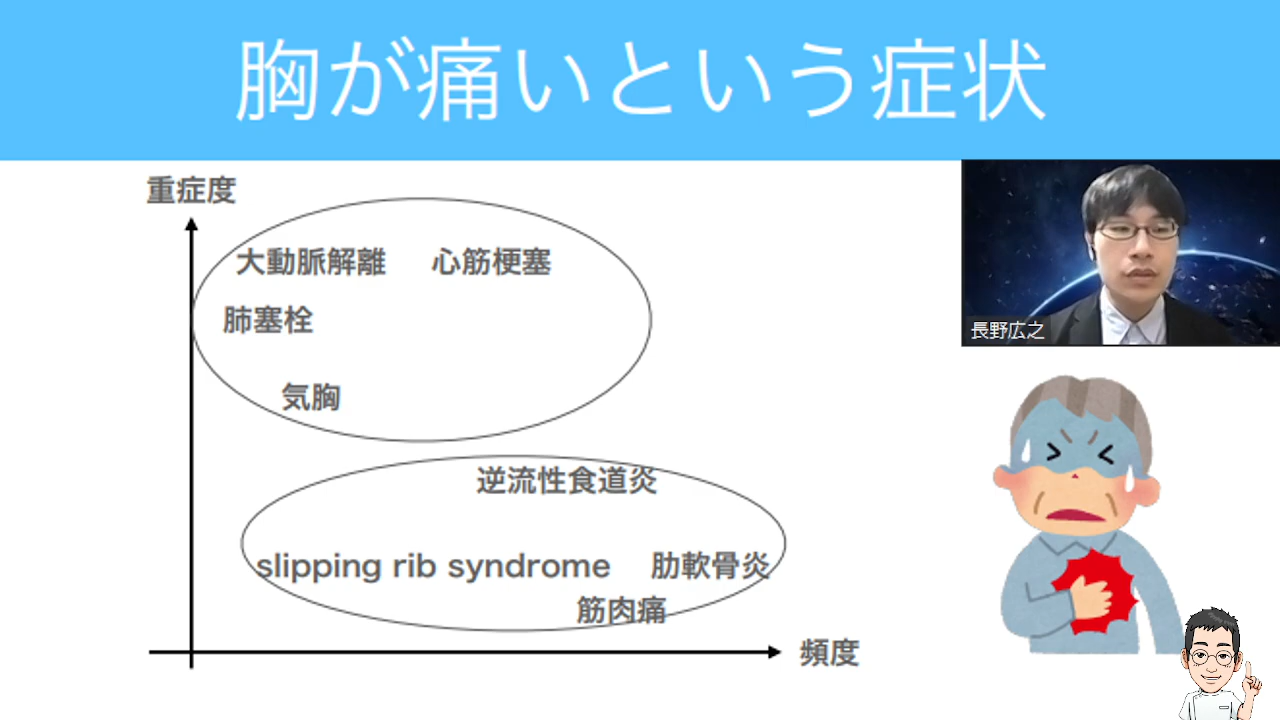 胸が痛いという症状
重症度
大動脈解離 心筋梗塞
肺塞栓
気胸
逆流性食道炎
slipping rib syndrome 肋軟骨炎
筋肉痛
頻度
長野広之